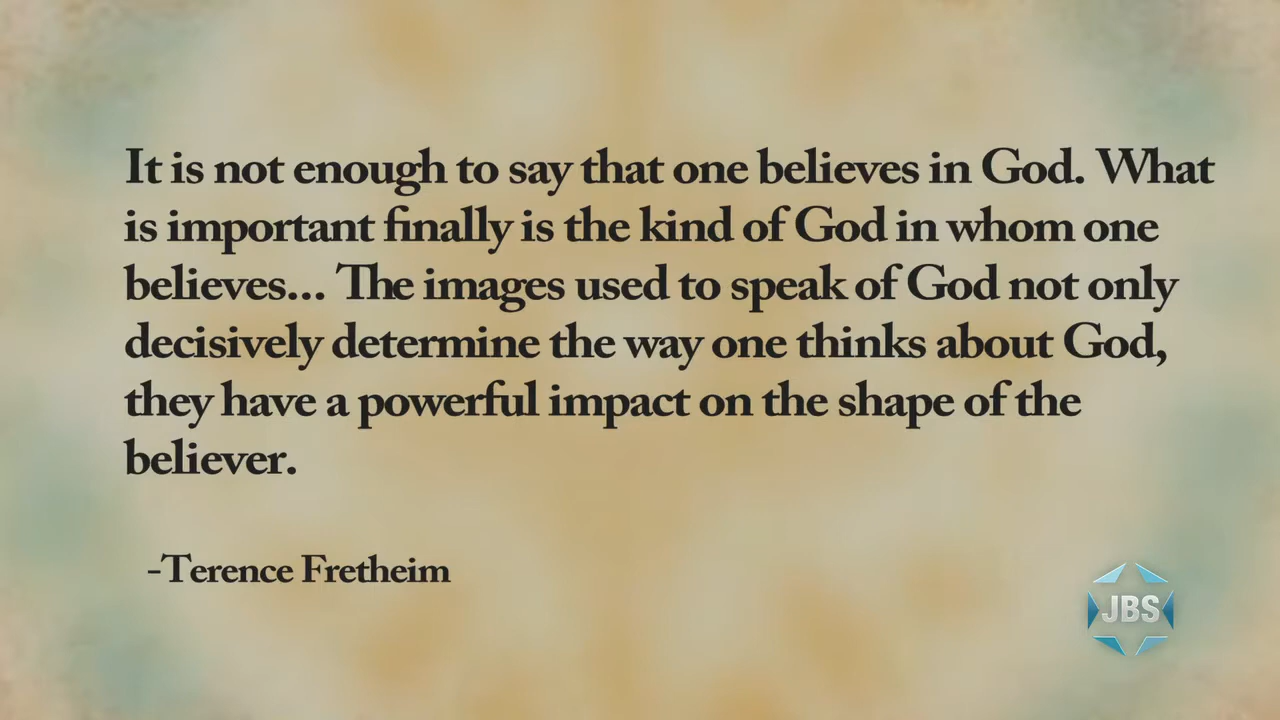 It is not enough to say that one believes in God. What
is important finally is the kind of God in whom one
believes... The images used to speak of God not only
decisively determine the way one thinks about God,
they have a powerful impact on the shape of the
believer.
-Terence Fretheim
JBS